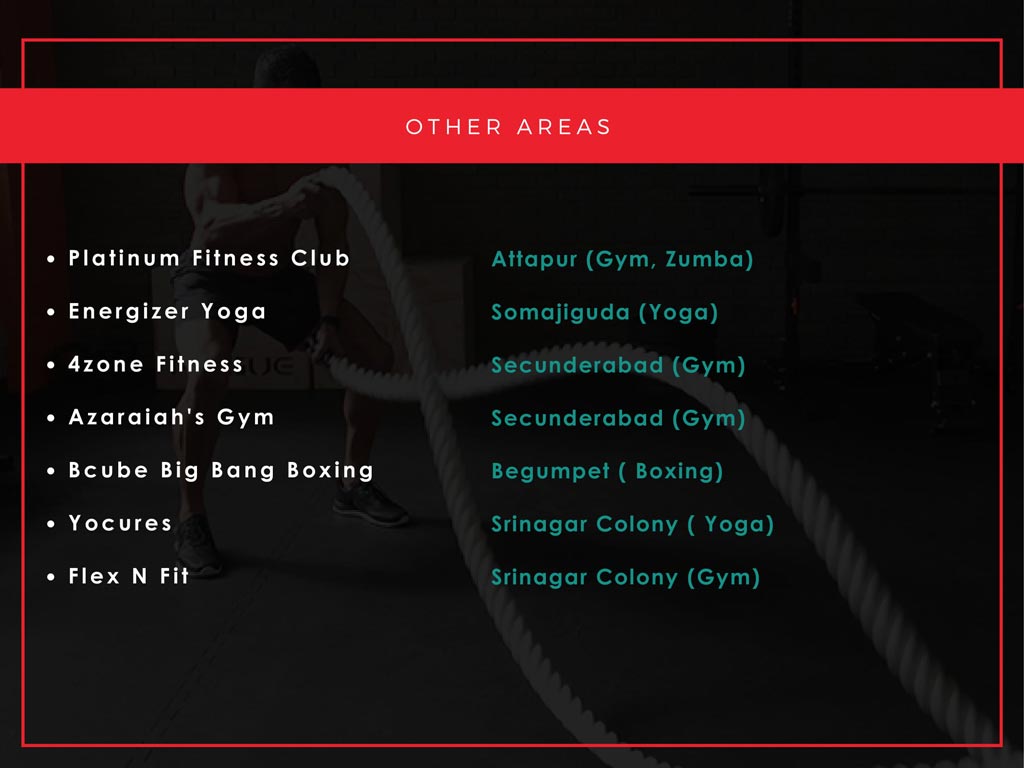 OTHER AREAS
• Platinum Fitness Club Attapur (Gym, Zumba)
• Energizer Yoga Somajiguda (Yoga)
• 4zone Fitness Secunderabad (Gym)
• Azaraiah's Gym Secunderabad (Gym)
• Bcube Big Bang Boxing Begumpet ( Boxing)
• Yocures Srinagar Colony ( Yoga)
• Flex N Fit Srinagar Colony (Gym)